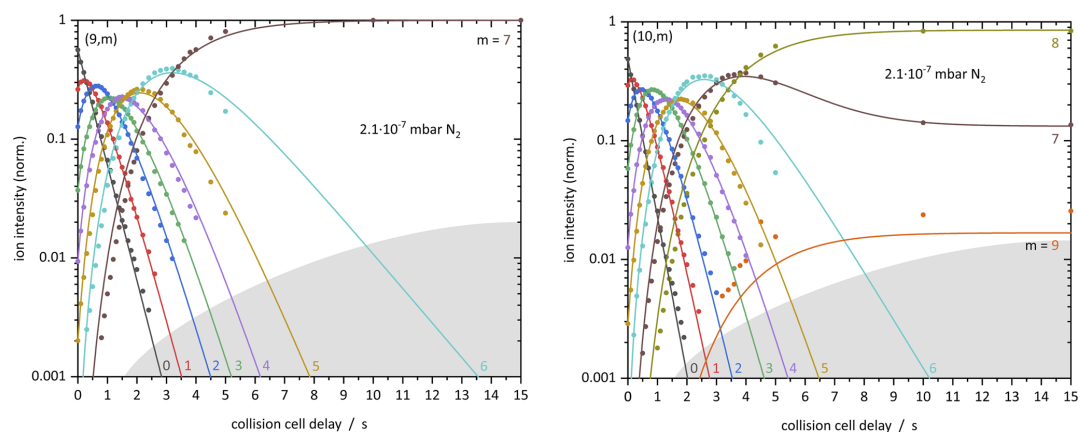 (9,m)
m = 7
2.1·10⁻⁷ mbar N₂
ion intensity (norm.)
1
0.1
0.01
0.001
0 1 2 3 4 5 6
0 1 2 3 4 5 6 7 8 9 10 11 12 13 14 15
collision cell delay / s
(10,m)
8
2.1·10⁻⁷ mbar N₂
7
m = 9
ion intensity (norm.)
1
0.1
0.01
0.001
0 1 2 3 4 5 6
0 1 2 3 4 5 6 7 8 9 10 11 12 13 14 15
collision cell delay / s